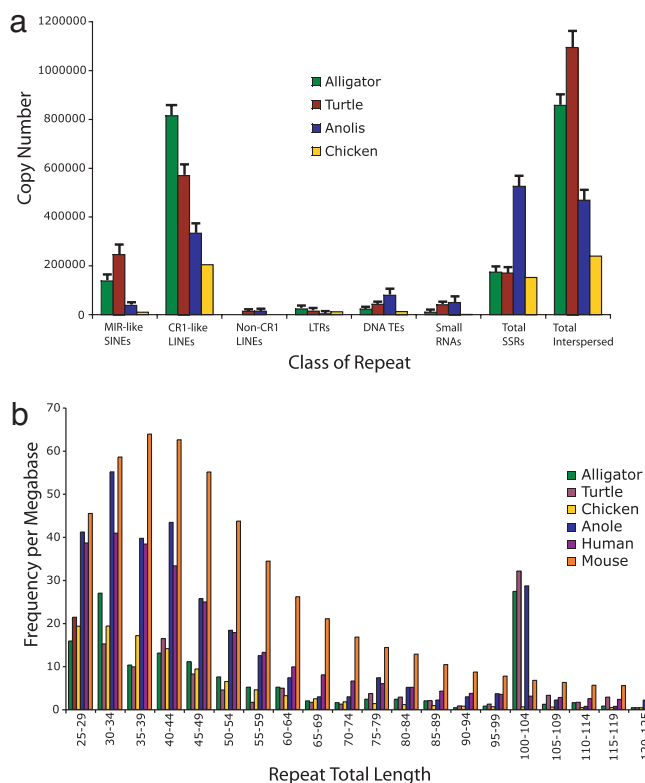 a
1200000
1000000
800000
600000
400000
200000
0
Copy Number
Alligator
Turtle
Anolis
Chicken
MIR-like SINEs
CR1-like LINEs
Non-CR1 LINEs
LTRs
DNA TEs
Small RNAs
Total SSRs
Total Interspersed
Class of Repeat
b
70
60
50
40
30
20
10
0
Frequency per Megabase
Alligator
Turtle
Chicken
Anole
Human
Mouse
25-29
30-34
35-39
40-44
45-49
50-54
55-59
60-64
65-69
70-74
75-79
80-84
85-89
90-94
95-99
100-104
105-109
110-114
115-119
Repeat Total Length